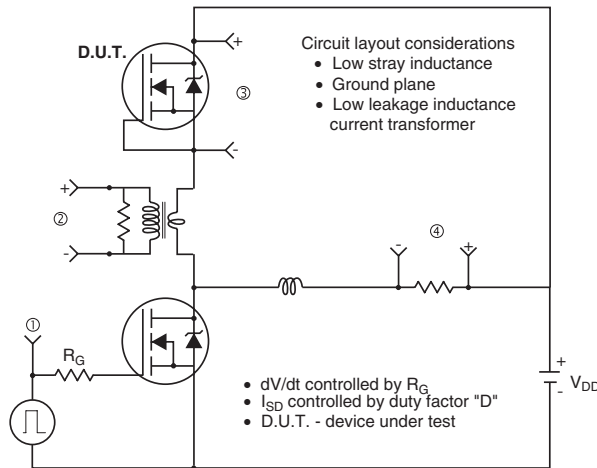 D.U.T.
+
③
-
Circuit layout considerations
• Low stray inductance
• Ground plane
• Low leakage inductance
current transformer
+
②
-
-
④
+
①
R_G
+
V_DD
-
• dV/dt controlled by R_G
• I_SD controlled by duty factor "D"
• D.U.T. - device under test